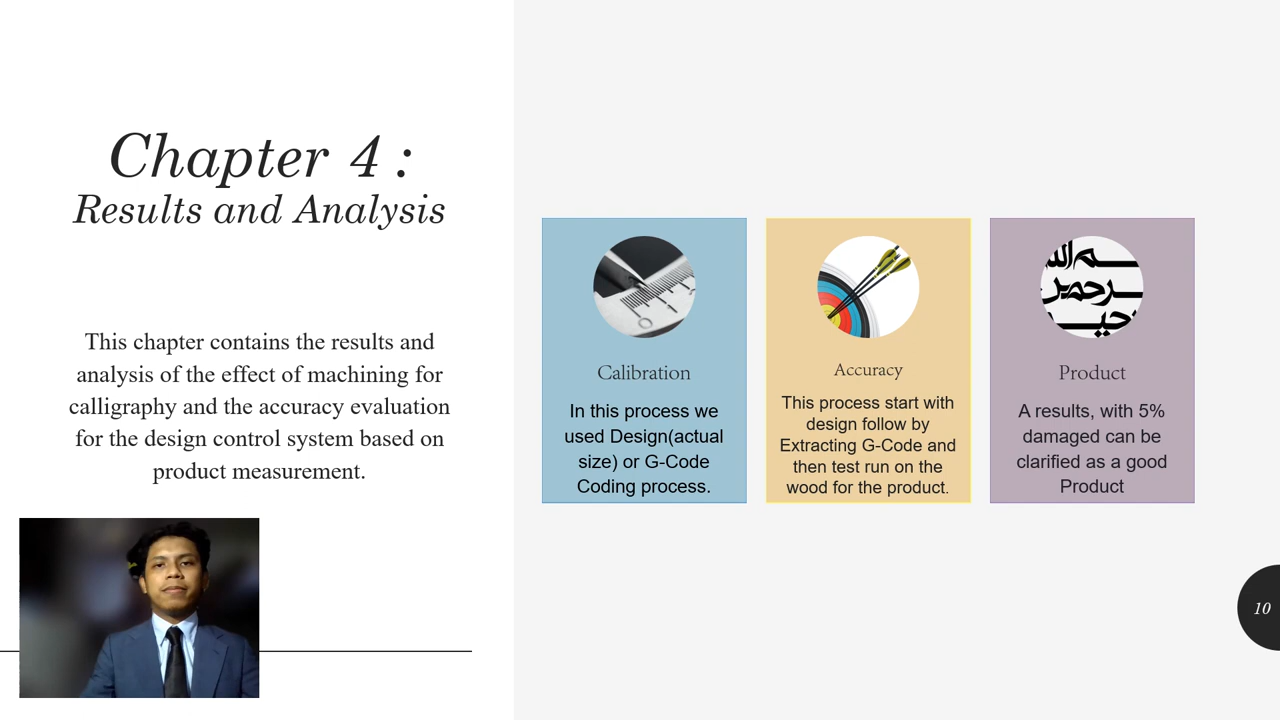 Chapter 4 :
Results and Analysis
This chapter contains the results and
analysis of the effect of machining for
calligraphy and the accuracy evaluation
for the design control system based on
product measurement.
Calibration
In this process we
used Design(actual
size) or G-Code
Coding process.
Accuracy
This process start with
design follow by
Extracting G-Code and
then test run on the
wood for the product.
Product
A results, with 5%
damaged can be
clarified as a good
Product
10